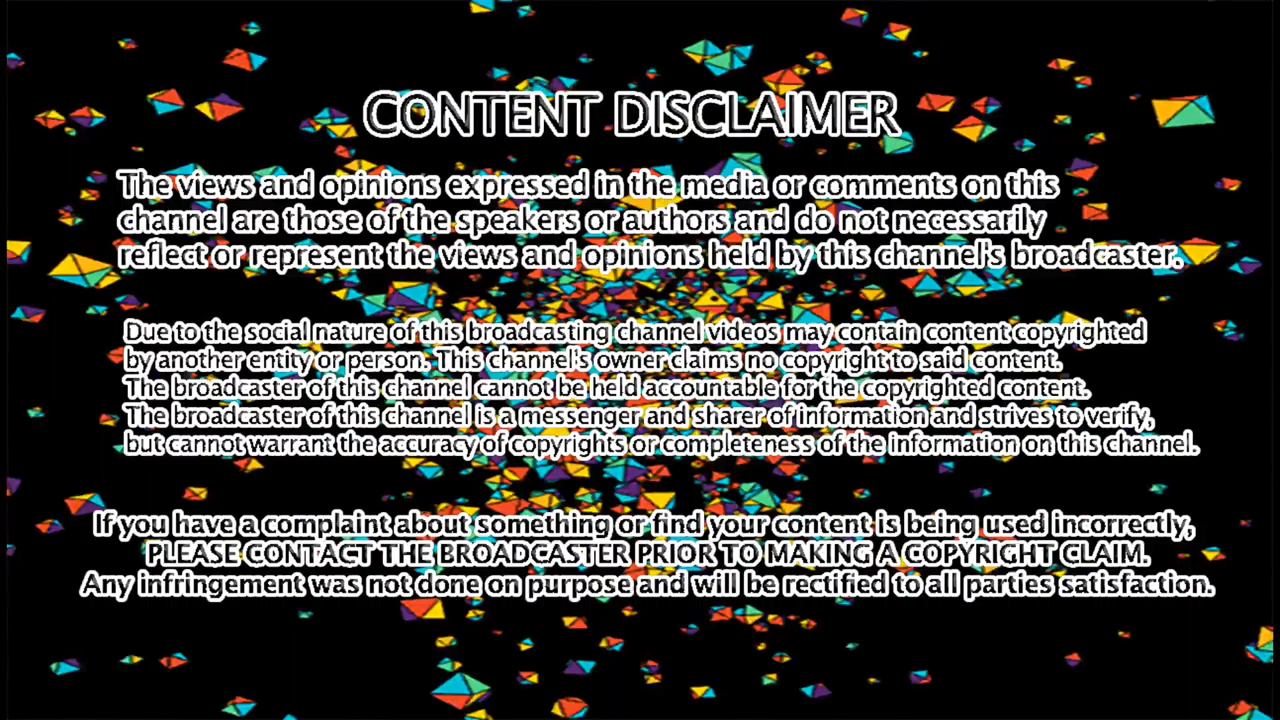 CONTENT DISCLAIMER
The views and opinions expressed in the media or comments on this
channel are those of the speakers or authors and do not necessarily
reflect or represent the views and opinions held by this channel's broadcaster.
Due to the social nature of this broadcasting channel videos may contain content copyrighted
by another entity or person. This channel's owner claims no copyright to said content.
The broadcaster of this channel cannot be held accountable for the copyrighted content.
The broadcaster of this channel is a messenger and sharer of information and strives to verify,
but cannot warrant the accuracy of copyrights or completeness of the information on this channel.
If you have a complaint about something or find your content is being used incorrectly,
PLEASE CONTACT THE BROADCASTER PRIOR TO MAKING A COPYRIGHT CLAIM.
Any infringement was not done on purpose and will be rectified to all parties satisfaction.